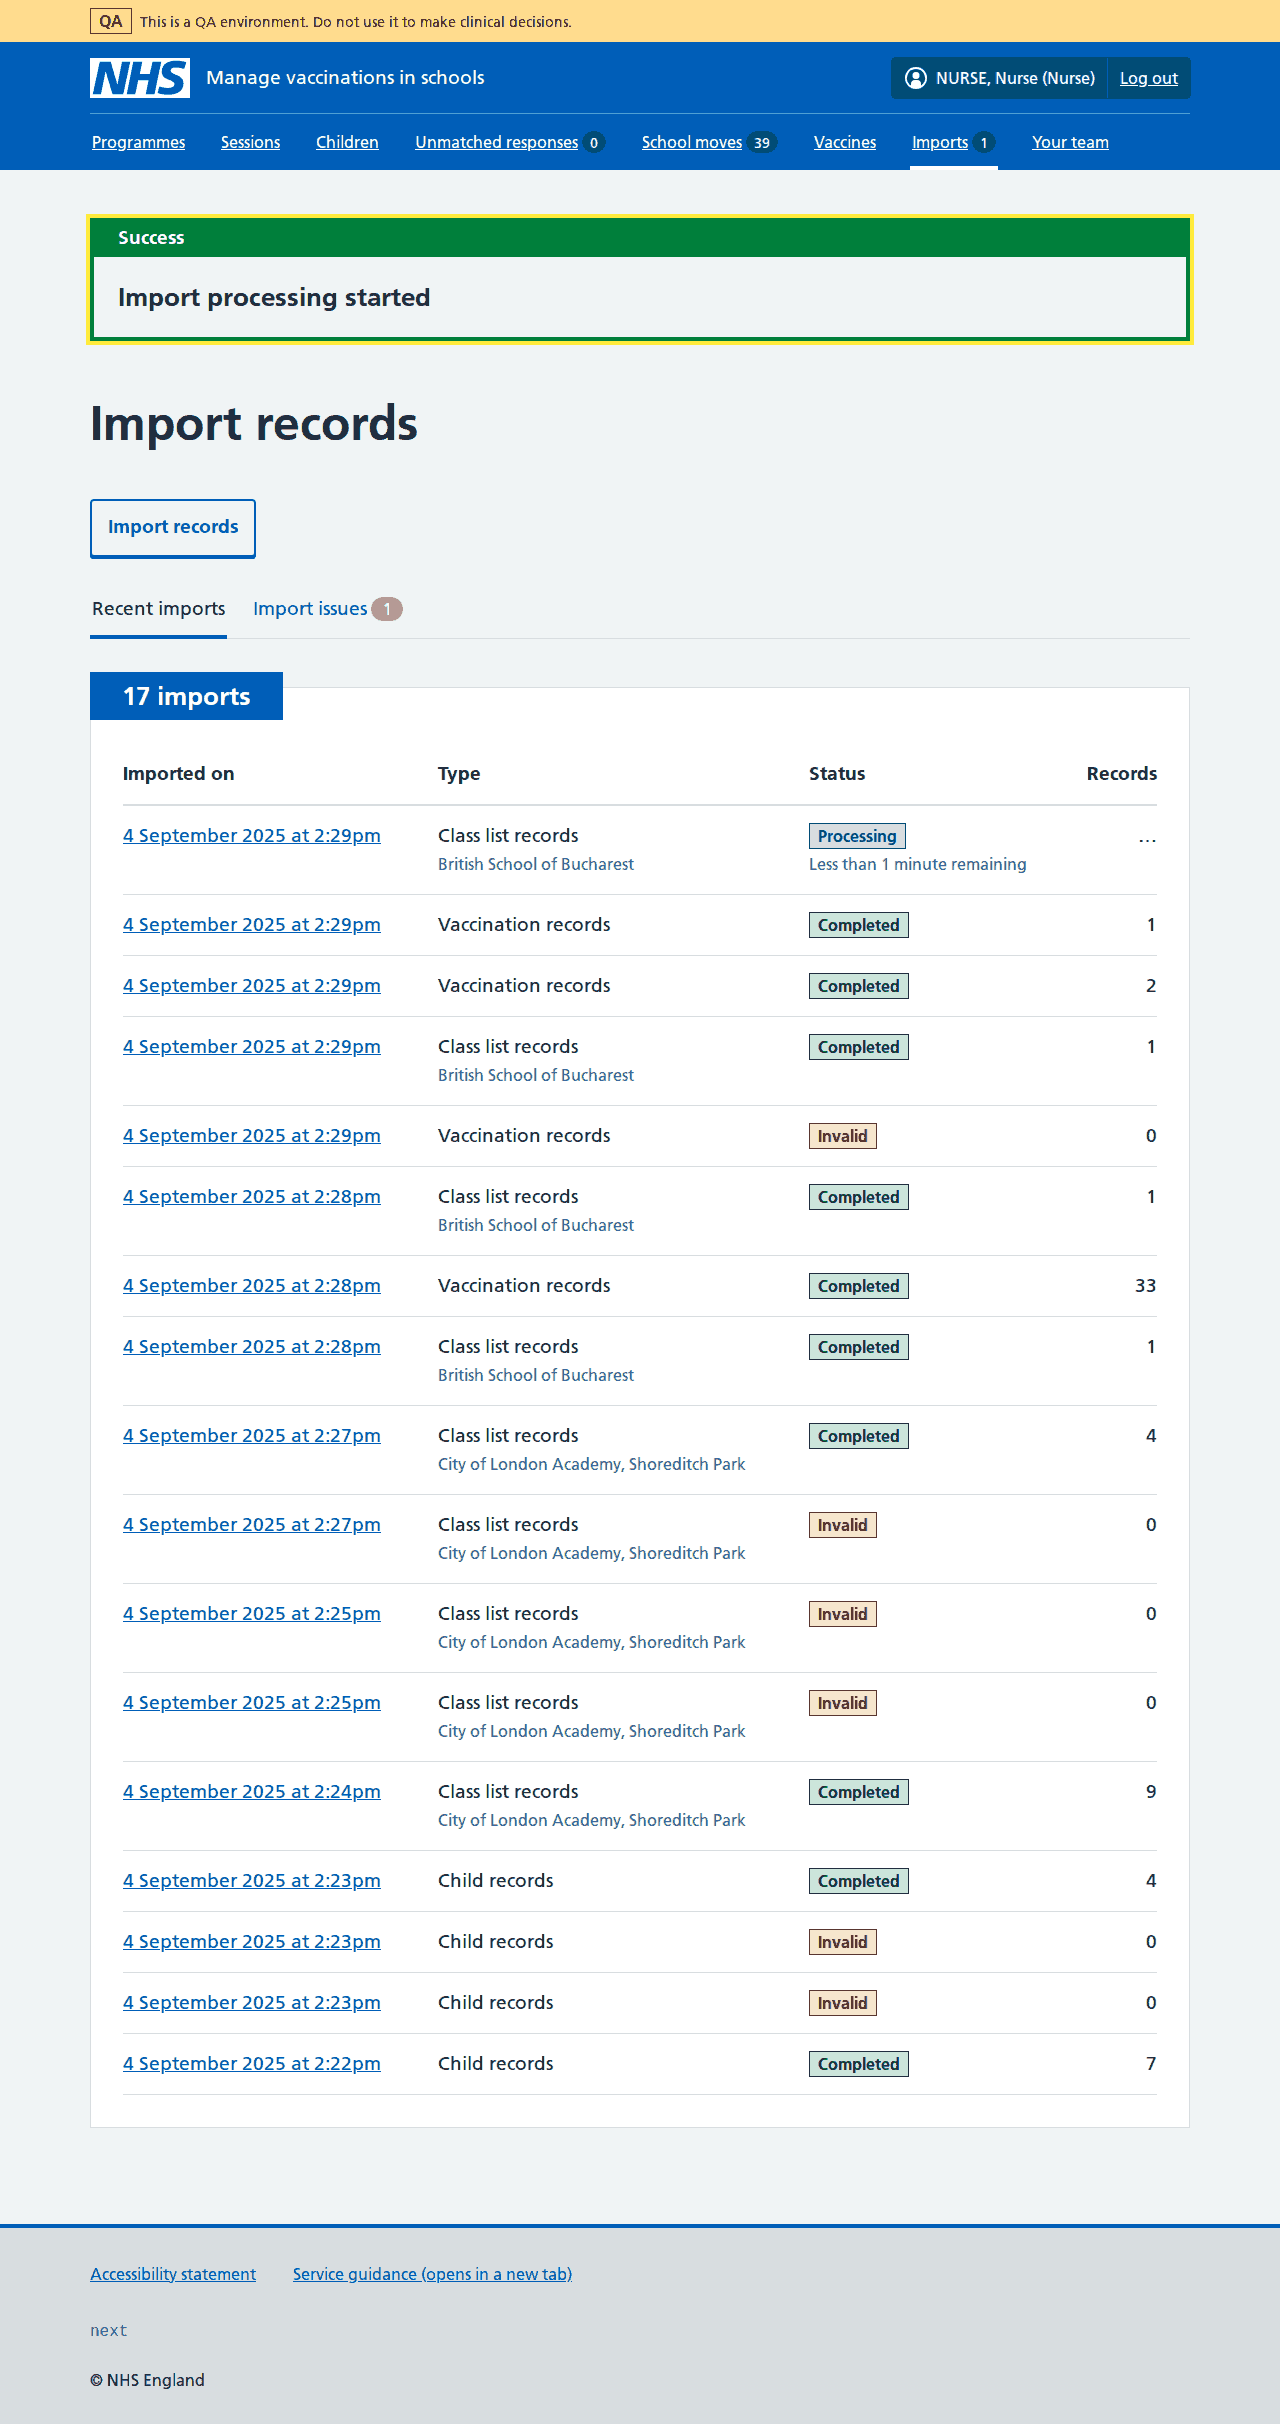 QA This is a QA environment. Do not use it to make clinical decisions.
NHS Manage vaccinations in schools NURSE, Nurse (Nurse) Log out
Programmes Sessions Children Unmatched responses 0 School moves 39 Vaccines Imports 1 Your team
Success
Import processing started
Import records
Import records
Recent imports Import issues 1
17 imports
Imported on Type Status Records
4 September 2025 at 2:29pm Class list records Processing ...
British School of Bucharest Less than 1 minute remaining
4 September 2025 at 2:29pm Vaccination records Completed 1
4 September 2025 at 2:29pm Vaccination records Completed 2
4 September 2025 at 2:29pm Class list records Completed 1
British School of Bucharest
4 September 2025 at 2:29pm Vaccination records Invalid 0
4 September 2025 at 2:28pm Class list records Completed 1
British School of Bucharest
4 September 2025 at 2:28pm Vaccination records Completed 33
4 September 2025 at 2:28pm Class list records Completed 1
British School of Bucharest
4 September 2025 at 2:27pm Class list records Completed 4
City of London Academy, Shoreditch Park
4 September 2025 at 2:27pm Class list records Invalid 0
City of London Academy, Shoreditch Park
4 September 2025 at 2:25pm Class list records Invalid 0
City of London Academy, Shoreditch Park
4 September 2025 at 2:25pm Class list records Invalid 0
City of London Academy, Shoreditch Park
4 September 2025 at 2:24pm Class list records Completed 9
City of London Academy, Shoreditch Park
4 September 2025 at 2:23pm Child records Completed 4
4 September 2025 at 2:23pm Child records Invalid 0
4 September 2025 at 2:23pm Child records Invalid 0
4 September 2025 at 2:22pm Child records Completed 7
Accessibility statement Service guidance (opens in a new tab)
next
© NHS England